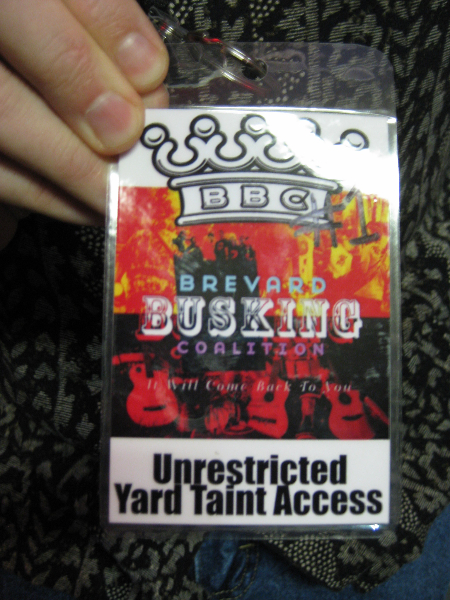 BBC
BREVARD
BUSKING
COALITION
It Will Come Back To You
Unrestricted
Yard Taint Access